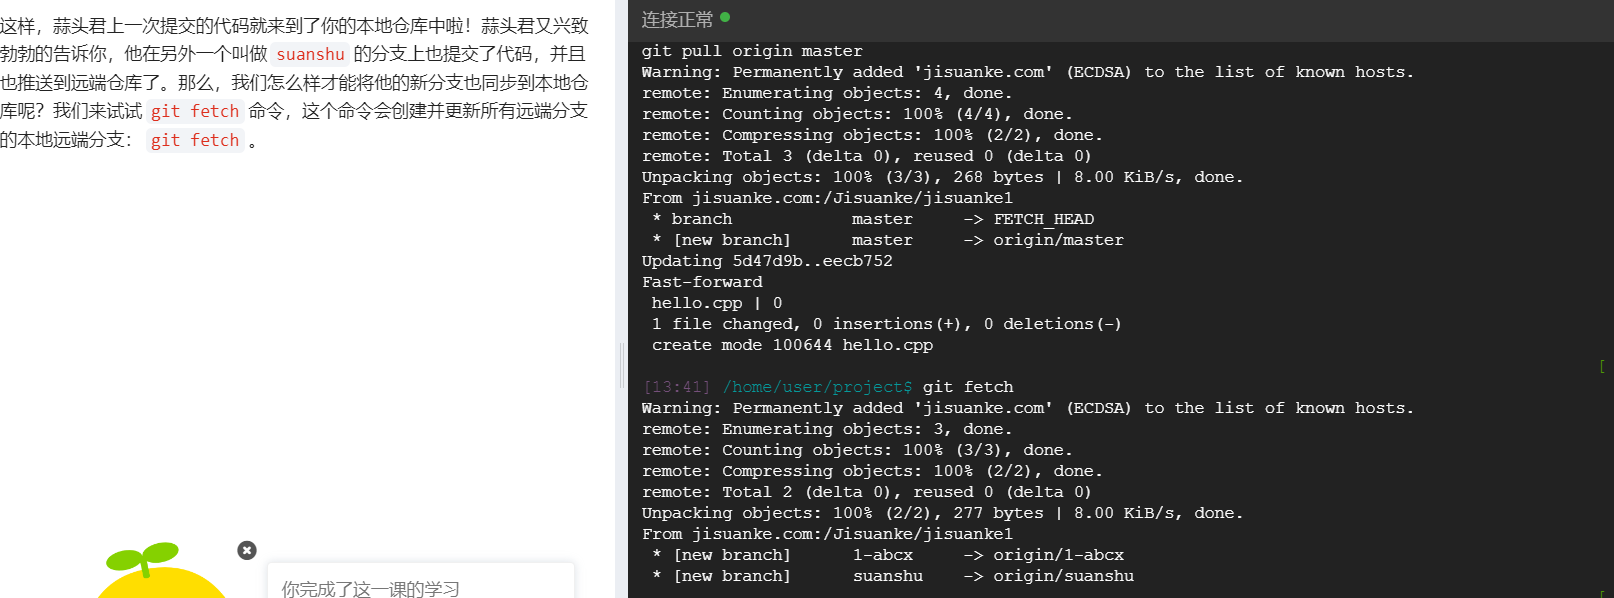 这样，蒜头君上一次提交的代码就来到了你的本地仓库中啦！蒜头君又兴致
勃勃的告诉你，他在另外一个叫做 suanshu 的分支上也提交了代码，并且
也推送到远端仓库了。那么，我们怎么样才能将他的新分支也同步到本地仓
库呢？我们来试试 git fetch 命令，这个命令会创建并更新所有远端分支
的本地远端分支： git fetch 。
你完成了这一课的学习
连接正常
git pull origin master
Warning: Permanently added 'jisuanke.com' (ECDSA) to the list of known hosts.
remote: Enumerating objects: 4, done.
remote: Counting objects: 100% (4/4), done.
remote: Compressing objects: 100% (2/2), done.
remote: Total 3 (delta 0), reused 0 (delta 0)
Unpacking objects: 100% (3/3), 268 bytes | 8.00 KiB/s, done.
From jisuanke.com:/Jisuanke/jisuanke1
 * branch            master     -> FETCH_HEAD
 * [new branch]      master     -> origin/master
Updating 5d47d9b..eecb752
Fast-forward
 hello.cpp | 0
 1 file changed, 0 insertions(+), 0 deletions(-)
 create mode 100644 hello.cpp
[
[13:41] /home/user/project$ git fetch
Warning: Permanently added 'jisuanke.com' (ECDSA) to the list of known hosts.
remote: Enumerating objects: 3, done.
remote: Counting objects: 100% (3/3), done.
remote: Compressing objects: 100% (2/2), done.
remote: Total 2 (delta 0), reused 0 (delta 0)
Unpacking objects: 100% (2/2), 277 bytes | 8.00 KiB/s, done.
From jisuanke.com:/Jisuanke/jisuanke1
 * [new branch]      1-abcx     -> origin/1-abcx
 * [new branch]      suanshu    -> origin/suanshu